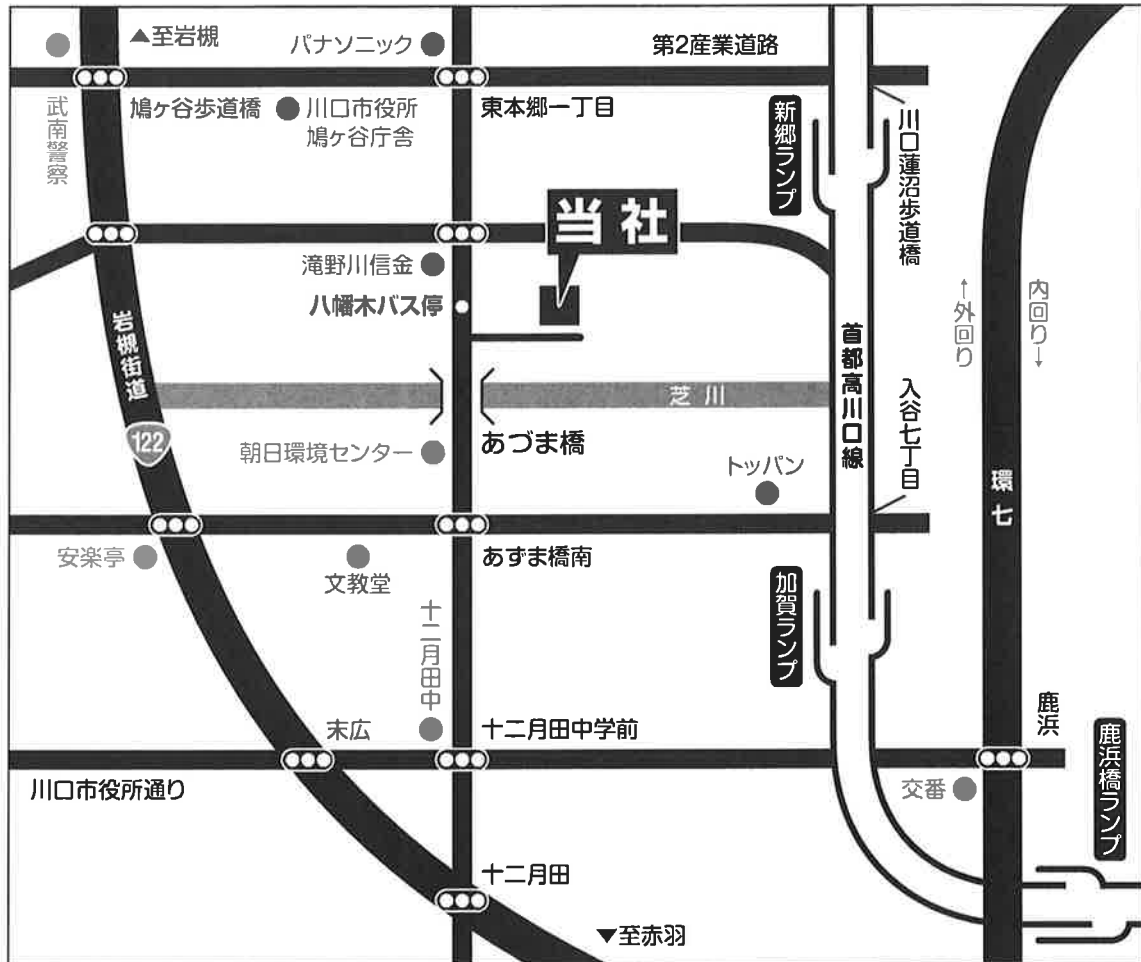 ▲至岩槻
パナソニック
第2産業道路
武南警察
鳩ヶ谷歩道橋
川口市役所
鳩ヶ谷庁舎
東本郷一丁目
新郷ランプ
川口蓮沼歩道橋
当社
滝野川信金
八幡木バス停
←外回り
内回り→
岩槻街道
122
首都高川口線
芝川
入谷七丁目
朝日環境センター
あづま橋
トッパン
環七
安楽亭
文教堂
あずま橋南
加賀ランプ
十二月田中
末広
十二月田中学前
鹿浜
鹿浜橋ランプ
川口市役所通り
交番
十二月田
▼至赤羽